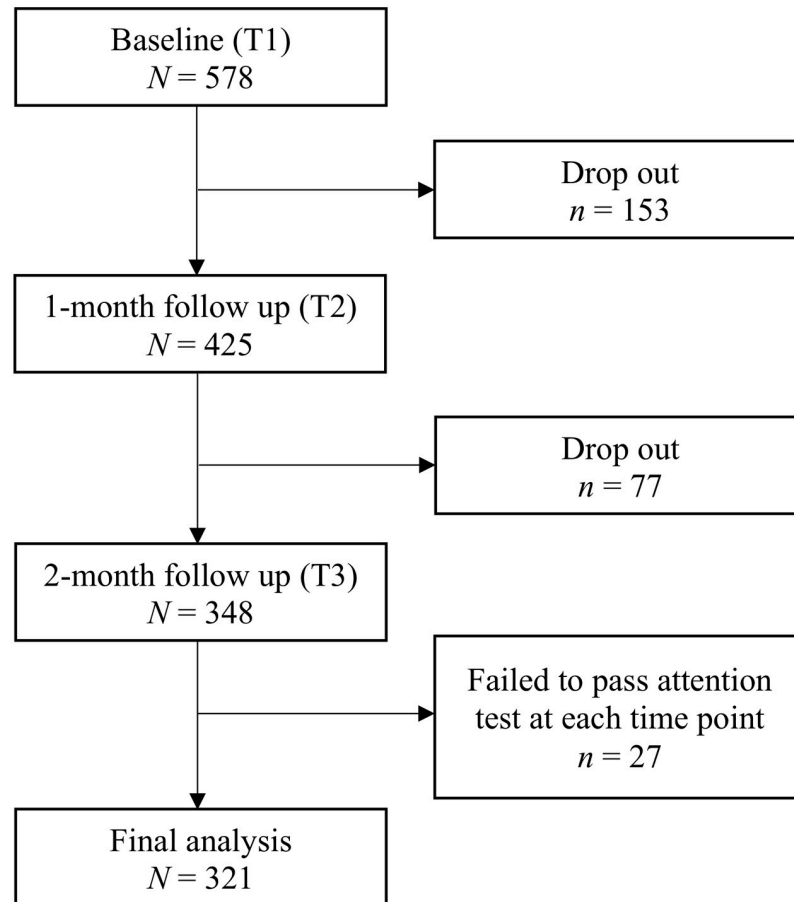 Baseline (T1)
N = 578
Drop out
n = 153
1-month follow up (T2)
N = 425
Drop out
n = 77
2-month follow up (T3)
N = 348
Failed to pass attention
test at each time point
n = 27
Final analysis
N = 321